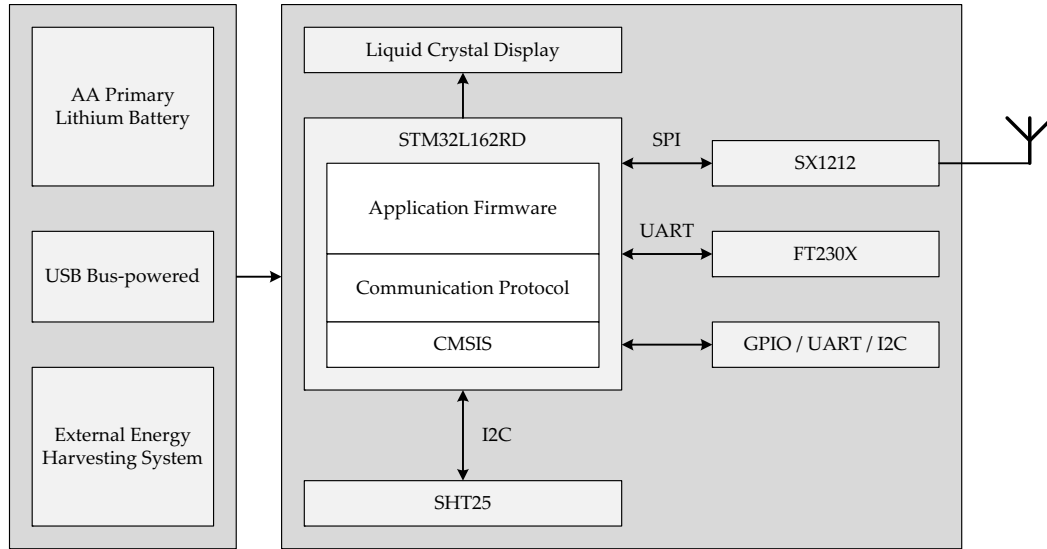 AA Primary
Lithium Battery
USB Bus-powered
External Energy
Harvesting System
Liquid Crystal Display
STM32L162RD
Application Firmware
Communication Protocol
CMSIS
SPI
SX1212
UART
FT230X
GPIO / UART / I2C
I2C
SHT25